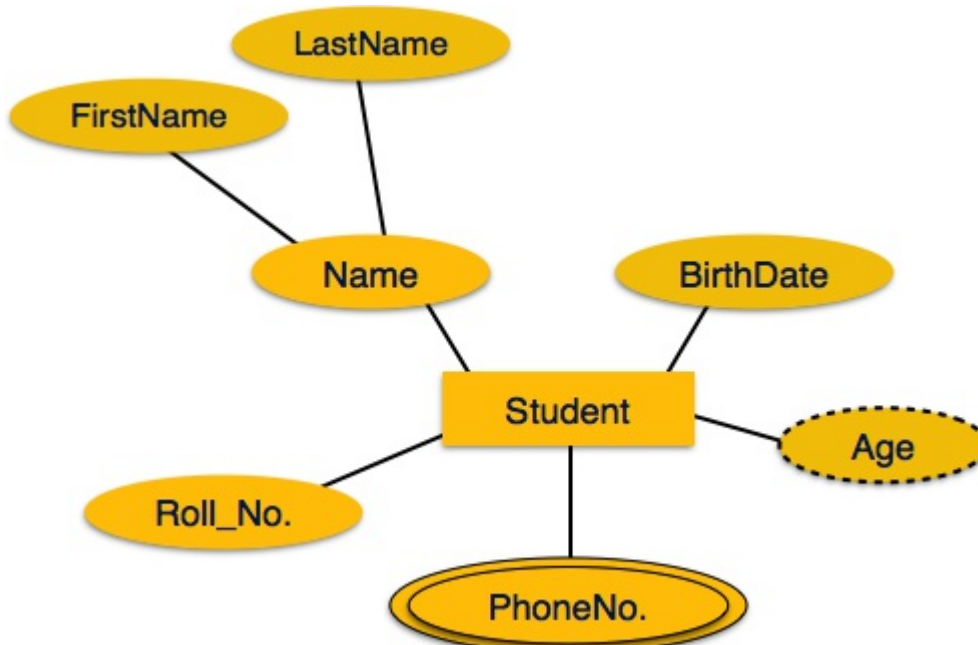 LastName
FirstName
Name
BirthDate
Student
Age
Roll_No.
PhoneNo.